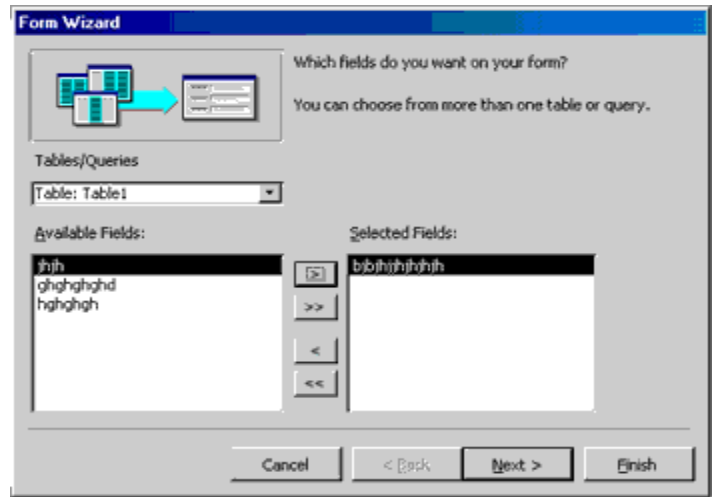 Form Wizard
Which fields do you want on your form?
You can choose from more than one table or query.
Tables/Queries
Table: Table1
Available Fields:
Selected Fields:
jhjh
ghghghghd
hghghgh
>
>>
<
<<
Cancel
< Back
Next >
Finish